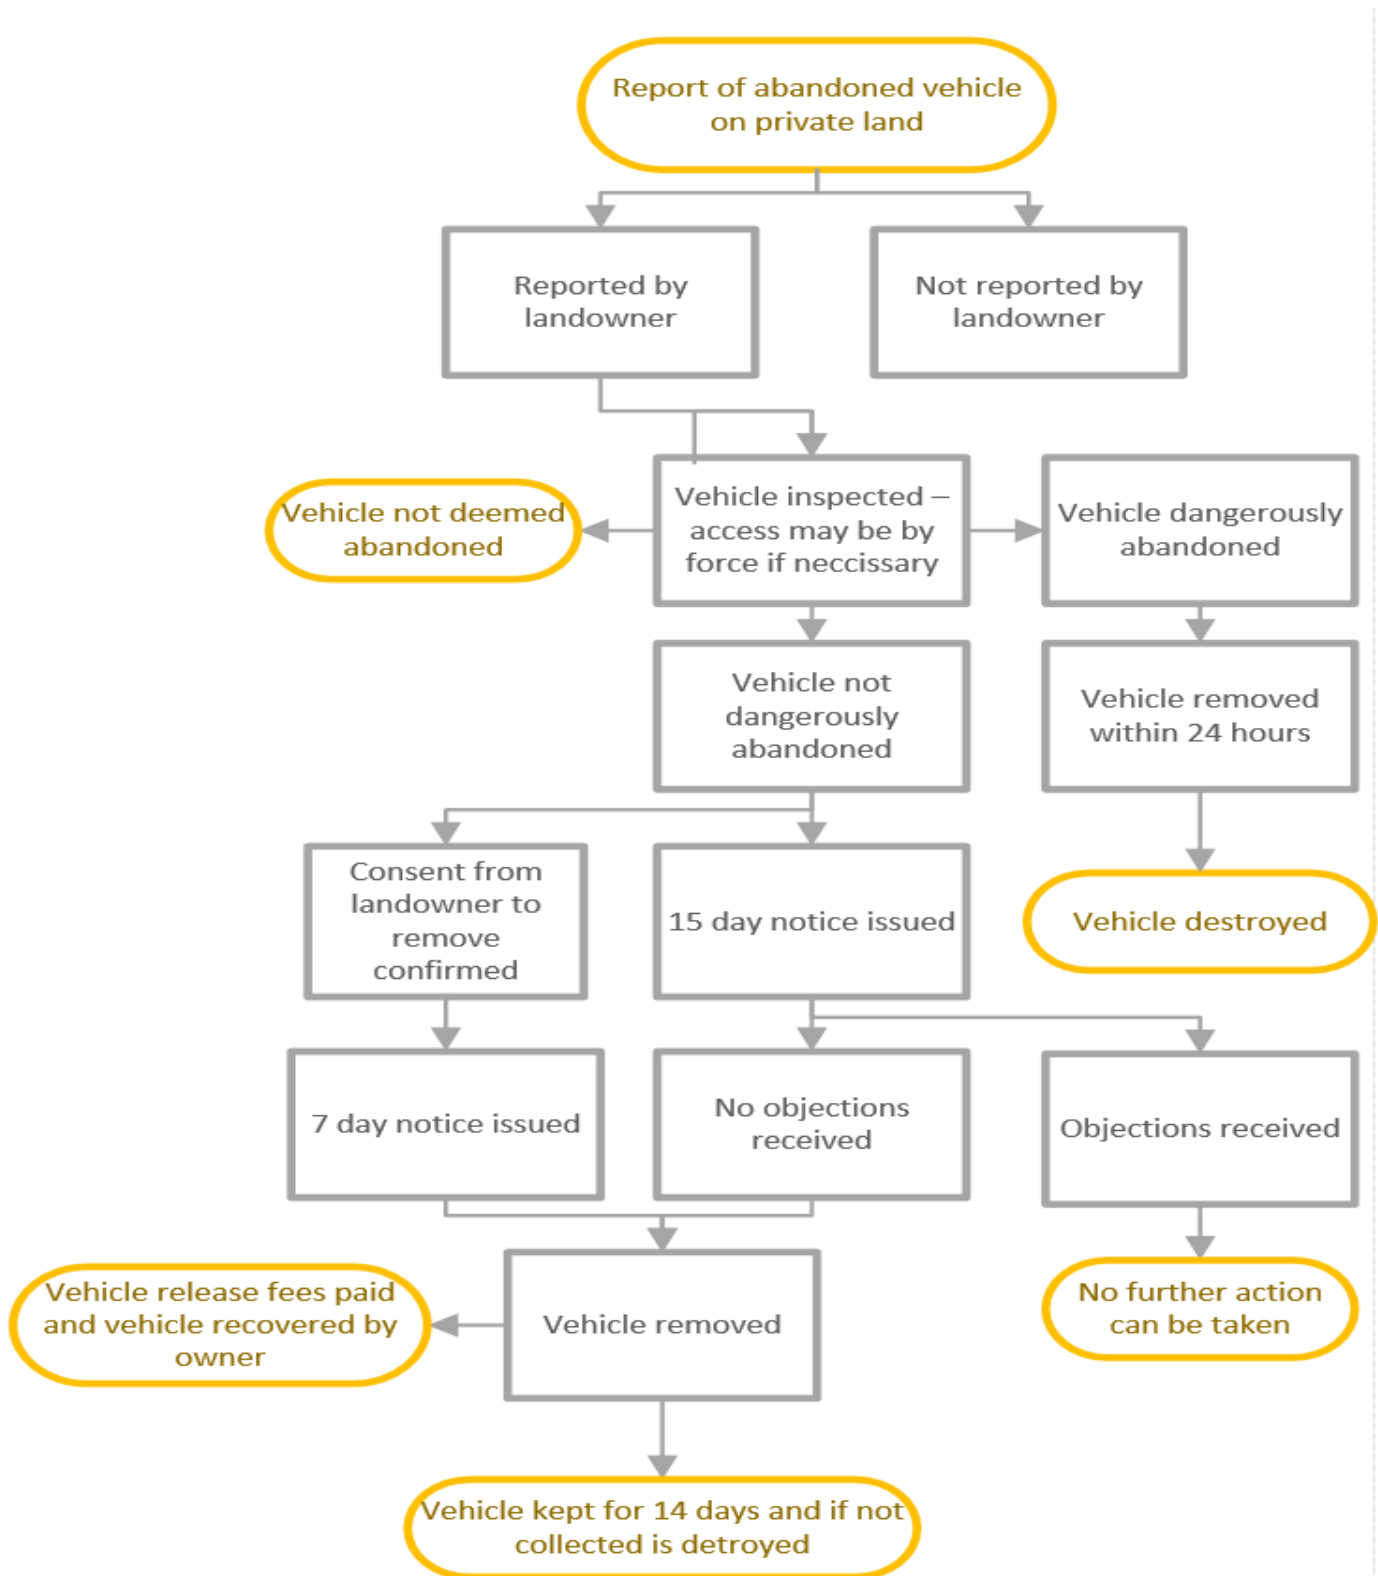 Report of abandoned vehicle
on private land
Reported by
landowner
Not reported by
landowner
Vehicle not deemed
abandoned
Vehicle inspected –
access may be by
force if neccissary
Vehicle dangerously
abandoned
Vehicle not
dangerously
abandoned
Vehicle removed
within 24 hours
Consent from
landowner to
remove
confirmed
15 day notice issued
Vehicle destroyed
7 day notice issued
No objections
received
Objections received
Vehicle release fees paid
and vehicle recovered by
owner
Vehicle removed
No further action
can be taken
Vehicle kept for 14 days and if not
collected is detroyed